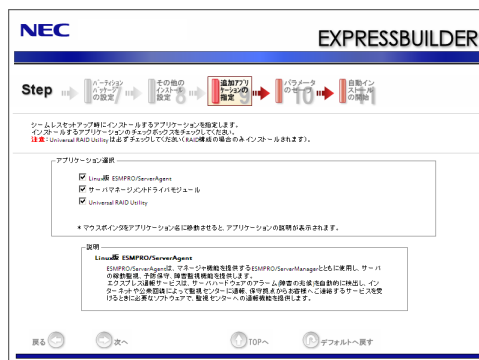 NEC
EXPRESSBUILDER
Step
パーティション
パッケージ
の設定
7
その他の
インストール
設定
8
追加アプリ
ケーションの
指定
9
パラメータ
のセーブ
10
自動イン
ストール
の開始
11
シームレスセットアップ時にインストールするアプリケーションを指定します。
インストールするアプリケーションのチェックボックスをチェックしてください。
注意：Universal RAID Utility は必ずチェックしてください（RAID構成の場合のみインストールされます）。
アプリケーション選択
Linux版 ESMPRO/ServerAgent
サーバマネージメントドライバモジュール
Universal RAID Utility
* マウスポインタをアプリケーション名に移動させると、アプリケーションの説明が表示されます。
説明
Linux版 ESMPRO/ServerAgent
ESMPRO/ServerAgentは、マネージャ機能を提供するESMPRO/ServerManagerとともに使用し、サーバ
の稼動監視、予防保守、障害監視機能を提供します。
エクスプレス通報サービスは、サーバハードウェアのアラーム(障害の兆候)を自動的に検出し、イン
ターネットや公衆回線によって監視センターに通報、保守拠点からお客様へご連絡するサービスを受
けるときに必要なソフトウェアで、監視センターへの通報機能を提供します。
戻る
次へ
TOPへ
デフォルトへ戻す